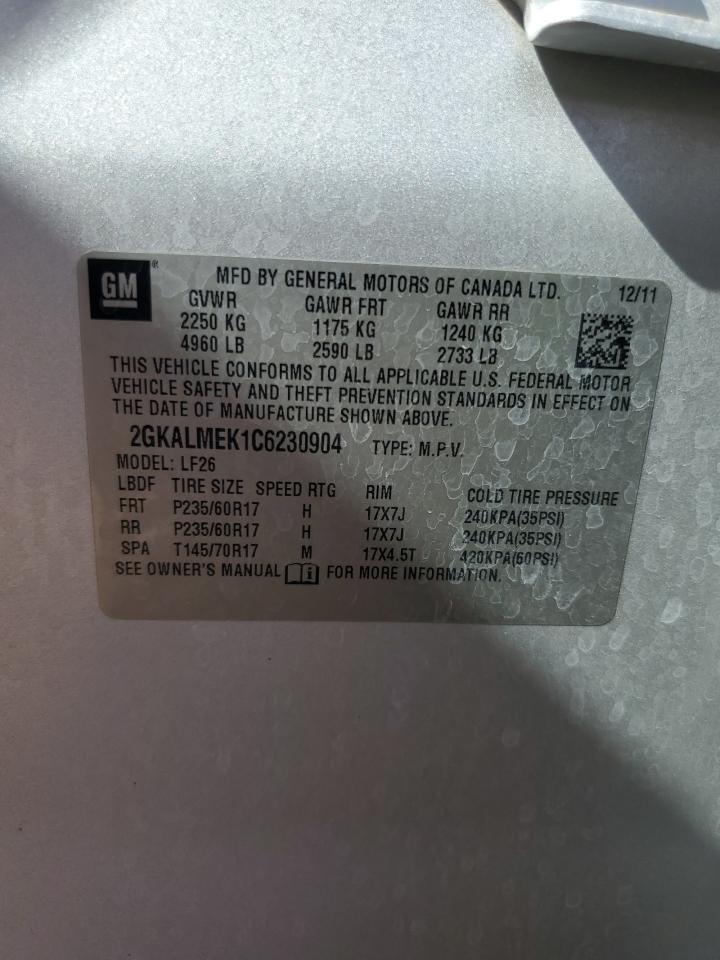 GM®
MFD BY GENERAL MOTORS OF CANADA LTD. 12/11
GVWR GAWR FRT GAWR RR
2250 KG 1175 KG 1240 KG
4960 LB 2590 LB 2733 LB
THIS VEHICLE CONFORMS TO ALL APPLICABLE U.S. FEDERAL MOTOR
VEHICLE SAFETY AND THEFT PREVENTION STANDARDS IN EFFECT ON
THE DATE OF MANUFACTURE SHOWN ABOVE.
2GKALMEK1C6230904 TYPE: M.P.V.
MODEL: LF26
LBDF TIRE SIZE SPEED RTG RIM COLD TIRE PRESSURE
FRT P235/60R17 H 17X7J 240KPA(35PSI)
RR P235/60R17 H 17X7J 240KPA(35PSI)
SPA T145/70R17 M 17X4.5T 420KPA(60PSI)
SEE OWNER'S MANUAL i FOR MORE INFORMATION.